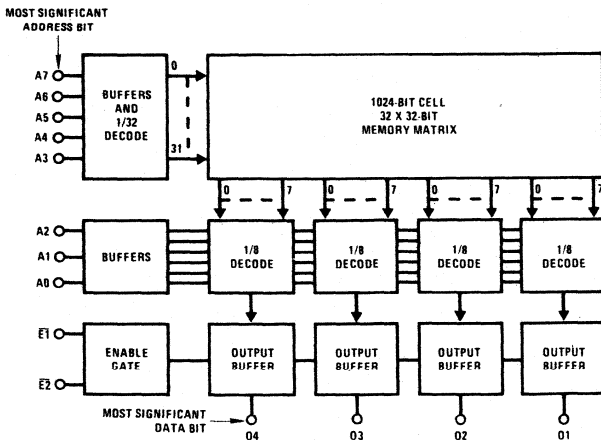 MOST SIGNIFICANT
ADDRESS BIT
A7
A6
A5
A4
A3
BUFFERS
AND
1/32
DECODE
0
31
1024-BIT CELL
32 X 32-BIT
MEMORY MATRIX
0 7 0 7 0 7 0 7
A2
A1
A0
BUFFERS
1/8
DECODE
1/8
DECODE
1/8
DECODE
1/8
DECODE
E1
E2
ENABLE
GATE
OUTPUT
BUFFER
OUTPUT
BUFFER
OUTPUT
BUFFER
OUTPUT
BUFFER
MOST SIGNIFICANT
DATA BIT
04 03 02 01